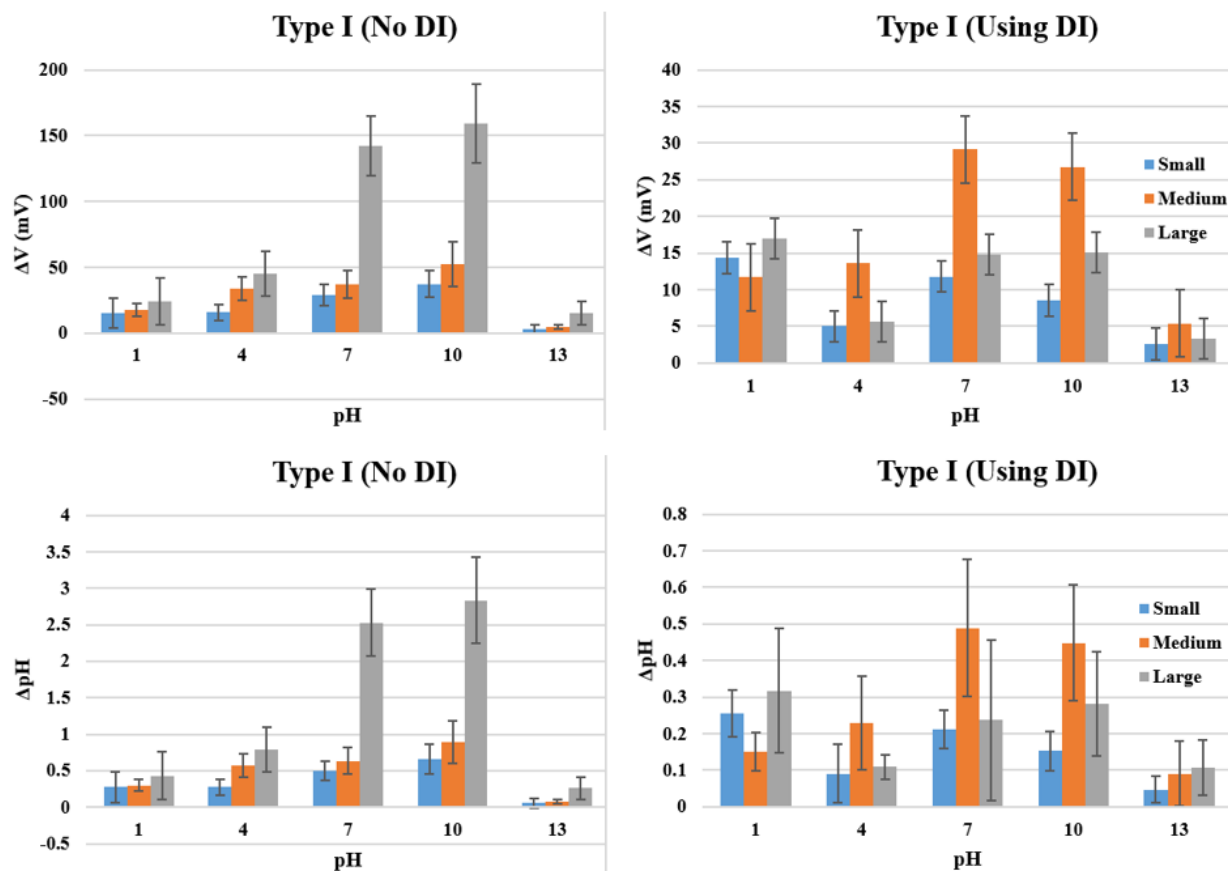 Type I (No DI)
200
150
100
50
0
-50
ΔV (mV)
1 4 7 10 13
pH
Type I (Using DI)
40
35
30
25
20
15
10
5
0
ΔV (mV)
1 4 7 10 13
pH
Small
Medium
Large
Type I (No DI)
4
3.5
3
2.5
2
1.5
1
0.5
0
-0.5
ΔpH
1 4 7 10 13
pH
Type I (Using DI)
0.8
0.7
0.6
0.5
0.4
0.3
0.2
0.1
0
ΔpH
1 4 7 10 13
pH
Small
Medium
Large